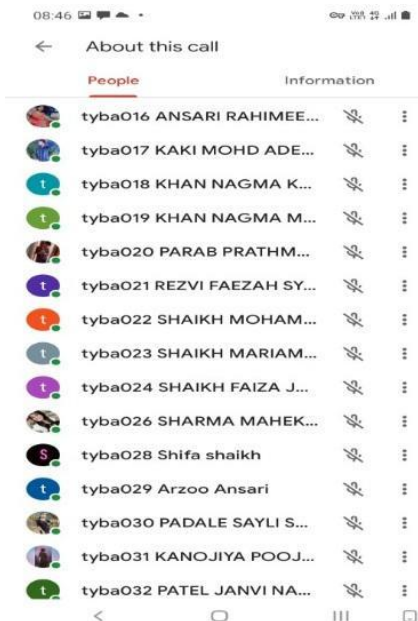 08:46
About this call
People Information
tyba016 ANSARI RAHIMEE...
tyba017 KAKI MOHD ADE...
t tyba018 KHAN NAGMA K...
t tyba019 KHAN NAGMA M...
tyba020 PARAB PRATHM...
t tyba021 REZVI FAEZAH SY...
t tyba022 SHAIKH MOHAM...
t tyba023 SHAIKH MARIAM...
t tyba024 SHAIKH FAIZA J...
tyba026 SHARMA MAHEK...
S tyba028 Shifa shaikh
t tyba029 Arzoo Ansari
tyba030 PADALE SAYLI S...
tyba031 KANOJIYA POOJ...
t tyba032 PATEL JANVI NA...